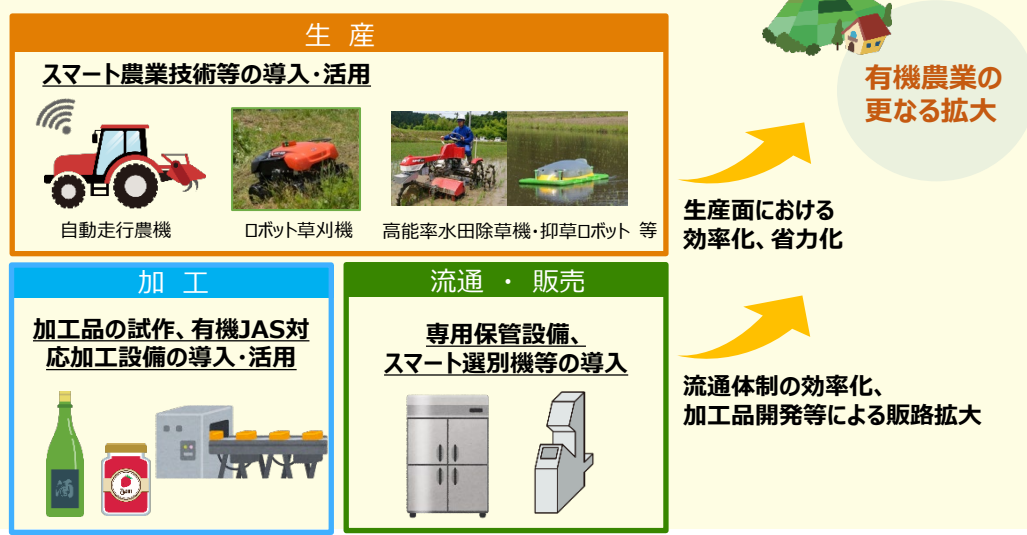 生 産
スマート農業技術等の導入・活用
自動走行農機
ロボット草刈機
高能率水田除草機・抑草ロボット 等
加 工
加工品の試作、有機JAS対
応加工設備の導入・活用
酒
Jam
流通 ・ 販売
専用保管設備、
スマート選別機等の導入
有機農業の
更なる拡大
生産面における
効率化、省力化
流通体制の効率化、
加工品開発等による販路拡大